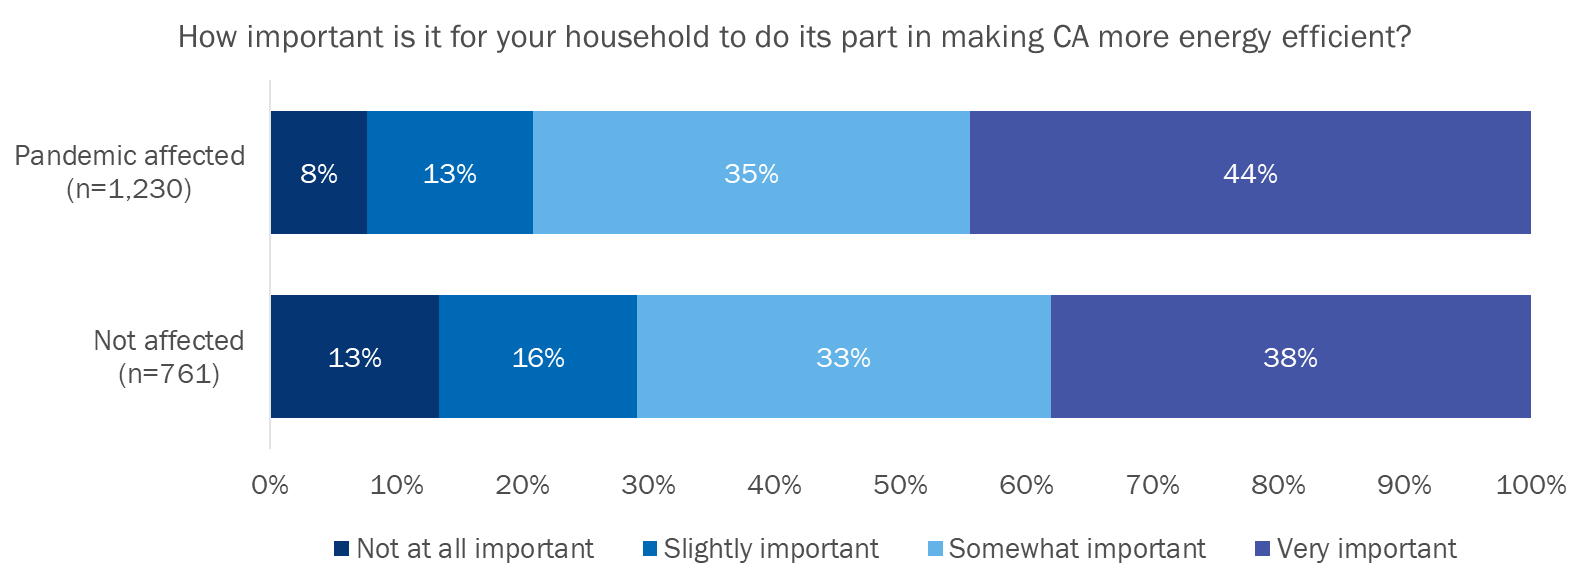 How important is it for your household to do its part in making CA more energy efficient?
Pandemic affected
(n=1,230)
8%
13%
35%
44%
Not affected
(n=761)
13%
16%
33%
38%
0%
10%
20%
30%
40%
50%
60%
70%
80%
90%
100%
Not at all important
Slightly important
Somewhat important
Very important